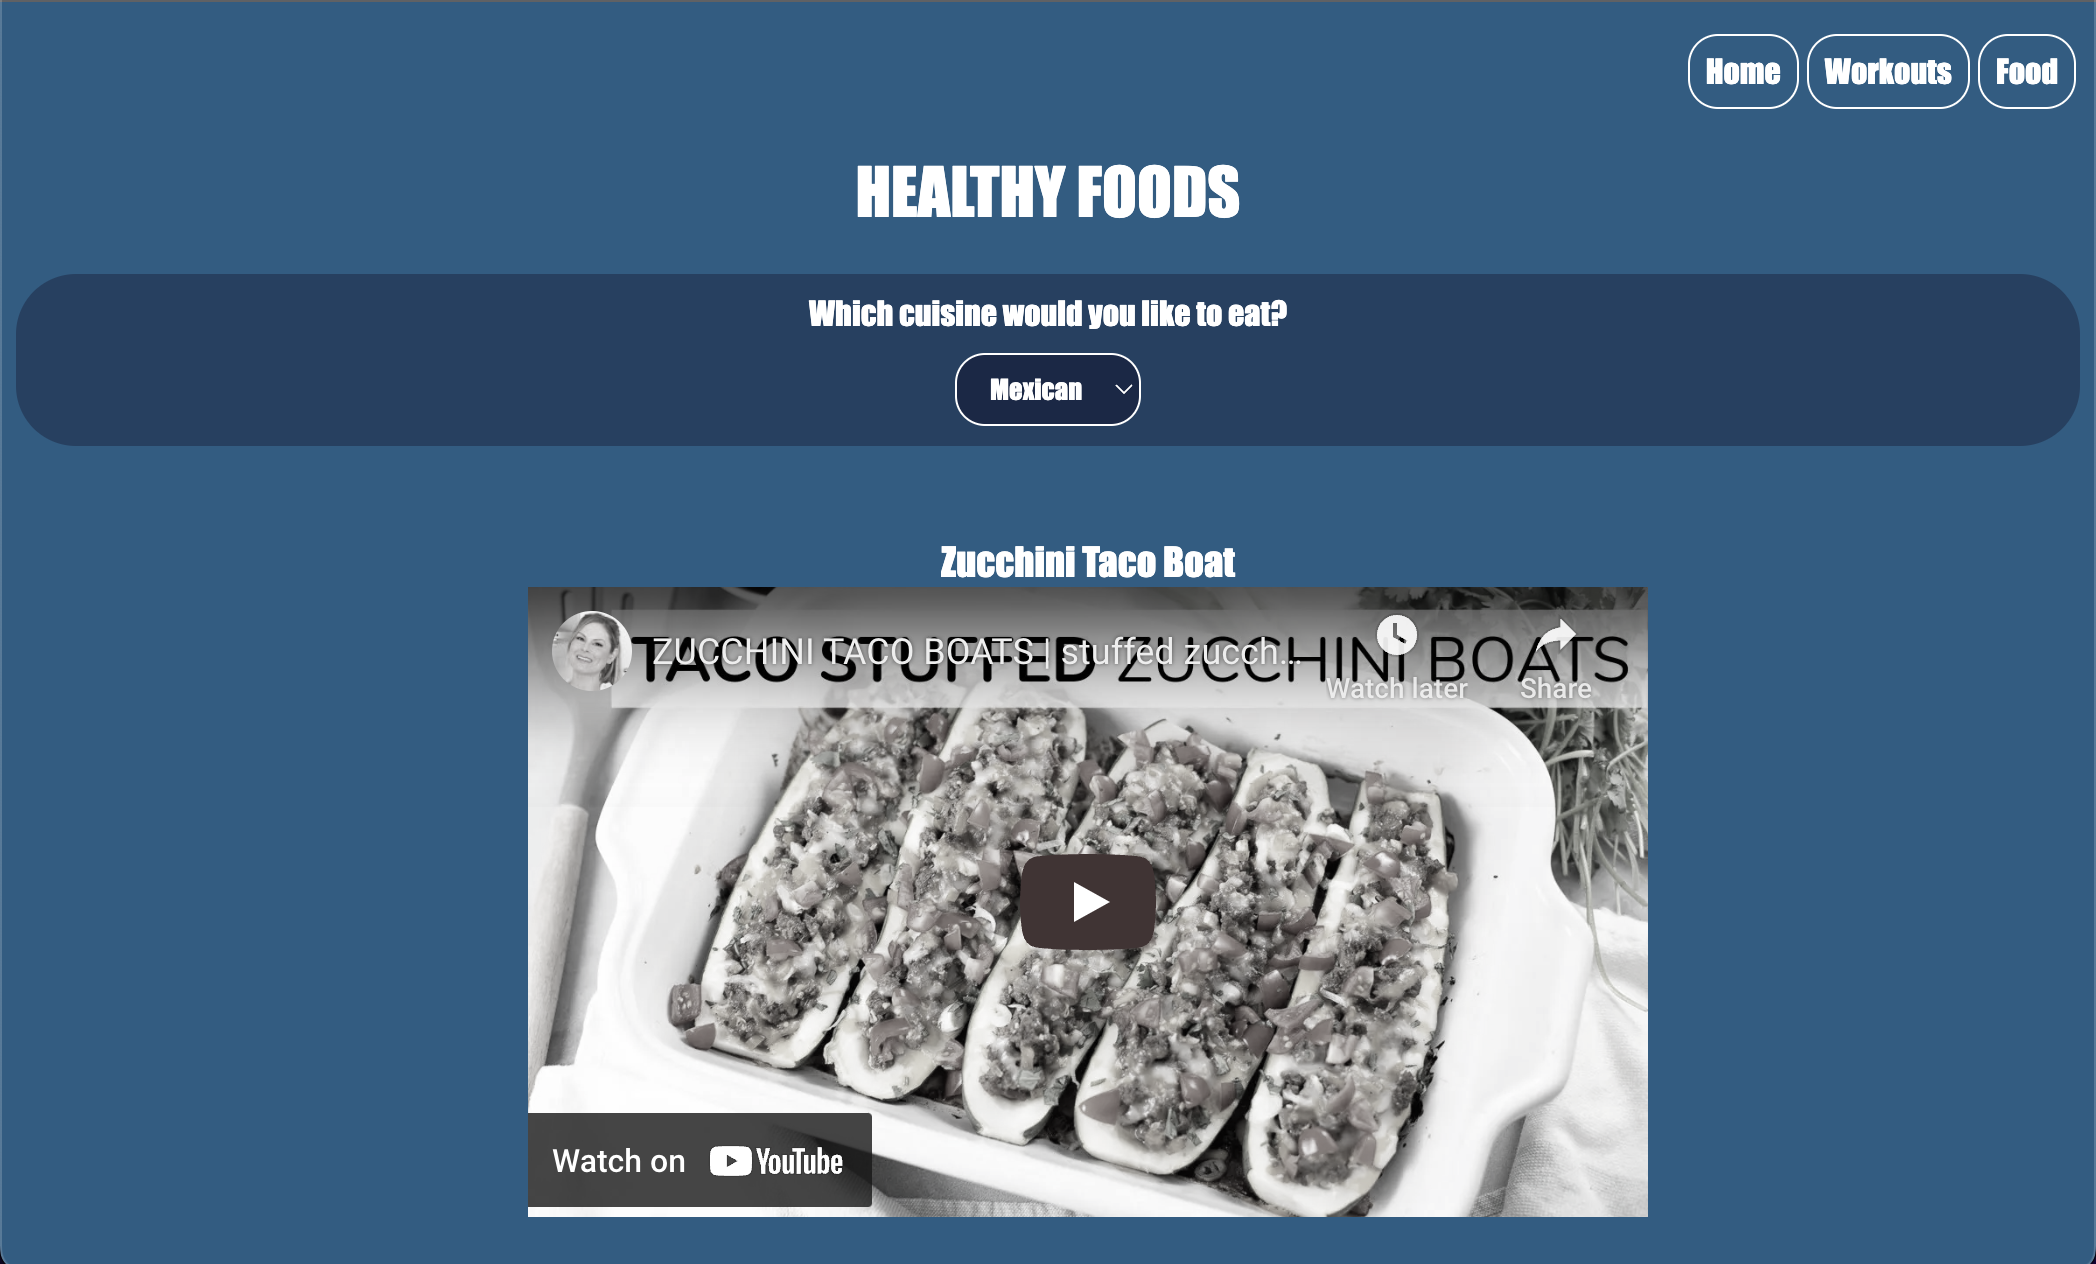 Home Workouts Food
HEALTHY FOODS
Which cuisine would you like to eat?
Mexican
Zucchini Taco Boat
ZUCCHINI TACO BOATS | stuffed zucch...
TACO STUFFED ZUCCHINI BOATS
Watch later Share
Watch on YouTube